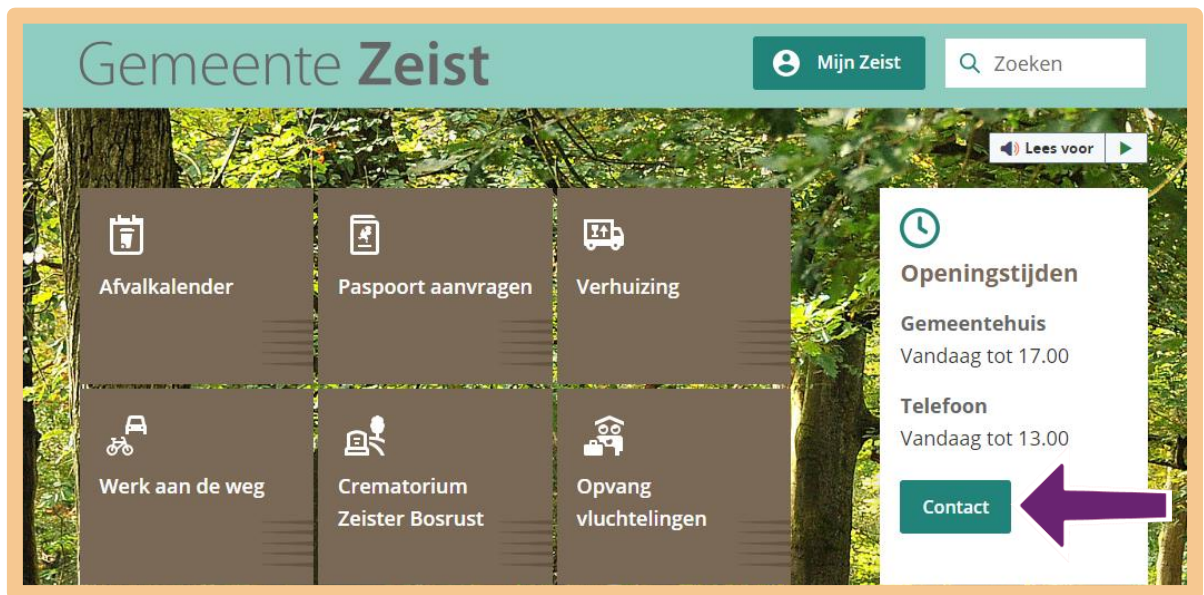 Gemeente Zeist
Mijn Zeist
Zoeken
Lees voor
Afvalkalender
Paspoort aanvragen
Verhuizing
Werk aan de weg
Crematorium
Zeister Bosrust
Opvang
vluchtelingen
Openingstijden
Gemeentehuis
Vandaag tot 17.00
Telefoon
Vandaag tot 13.00
Contact